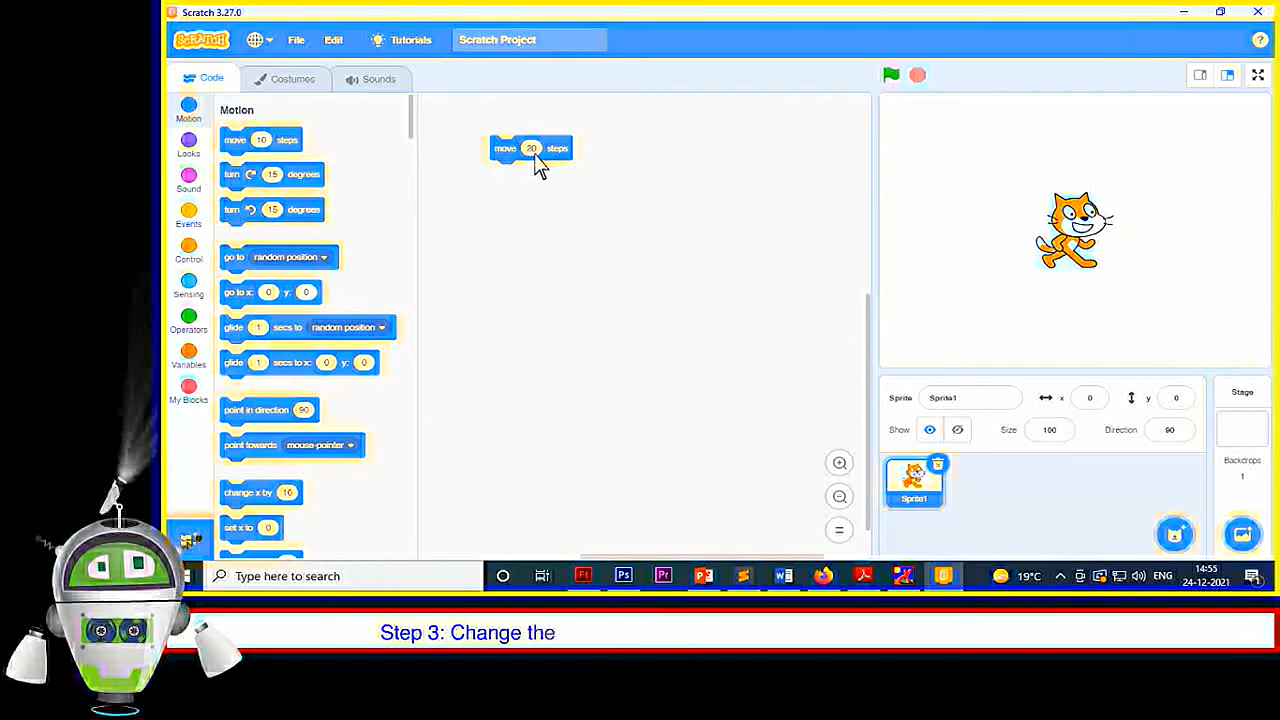 Scratch 3.27.0
SCRATCH
File
Edit
Tutorials
Scratch Project
?
Code
Costumes
Sounds
Motion
Looks
Sound
Events
Control
Sensing
Operators
Variables
My Blocks
Motion
move 10 steps
turn 15 degrees
turn 15 degrees
go to random position
go to x: 0 y: 0
glide 1 secs to random position
glide 1 secs to x: 0 y: 0
point in direction 90
point towards mouse-pointer
change x by 10
set x to 0
move 20 steps
Sprite Sprite1 x 0 y 0
Show Size 100 Direction 90
Sprite1
Stage
Backdrops
1
Type here to search
19°C
ENG
14:55
24-12-2021
Step 3: Change the